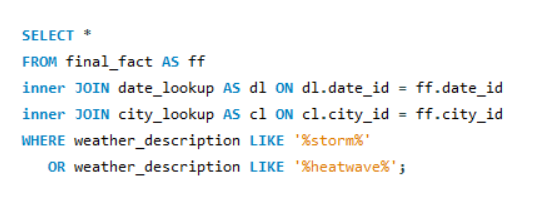 SELECT *
FROM final_fact AS ff
inner JOIN date_lookup AS dl ON dl.date_id = ff.date_id
inner JOIN city_lookup AS cl ON cl.city_id = ff.city_id
WHERE weather_description LIKE '%storm%'
OR weather_description LIKE '%heatwave%';